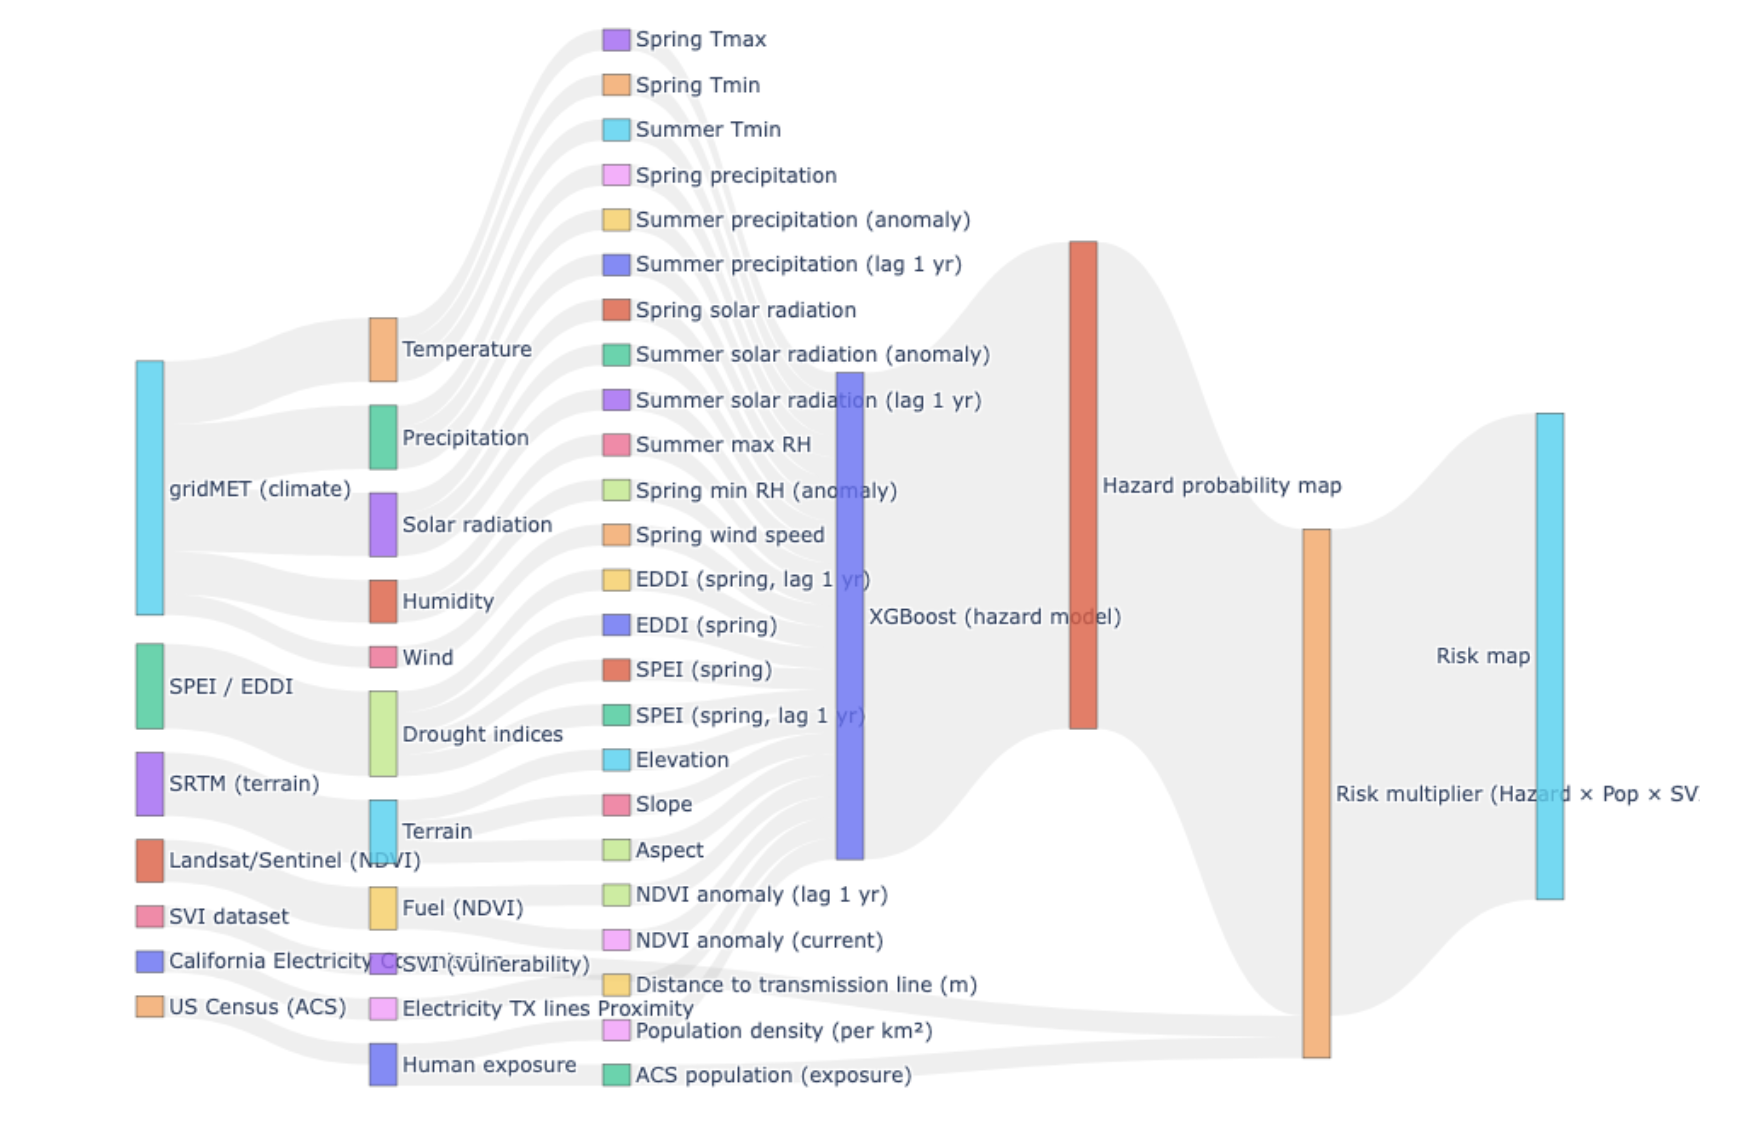 Spring Tmax
Spring Tmin
Summer Tmin
Spring precipitation
Summer precipitation (anomaly)
Summer precipitation (lag 1 yr)
Spring solar radiation
Summer solar radiation (anomaly)
Summer solar radiation (lag 1 yr)
Summer max RH
Spring min RH (anomaly)
Spring wind speed
EDDI (spring, lag 1 yr)
EDDI (spring)
SPEI (spring)
SPEI (spring, lag 1 yr)
Elevation
Slope
Aspect
NDVI anomaly (lag 1 yr)
NDVI anomaly (current)
Distance to transmission line (m)
Population density (per km²)
ACS population (exposure)
Temperature
Precipitation
Solar radiation
Humidity
Wind
Drought indices
Terrain
Fuel (NDVI)
SVI (vulnerability)
Electricity TX lines Proximity
Human exposure
gridMET (climate)
SPEI / EDDI
SRTM (terrain)
Landsat/Sentinel (NDVI)
SVI dataset
California Electricity
US Census (ACS)
XGBoost (hazard model)
Hazard probability map
Risk multiplier (Hazard × Pop × SV
Risk map